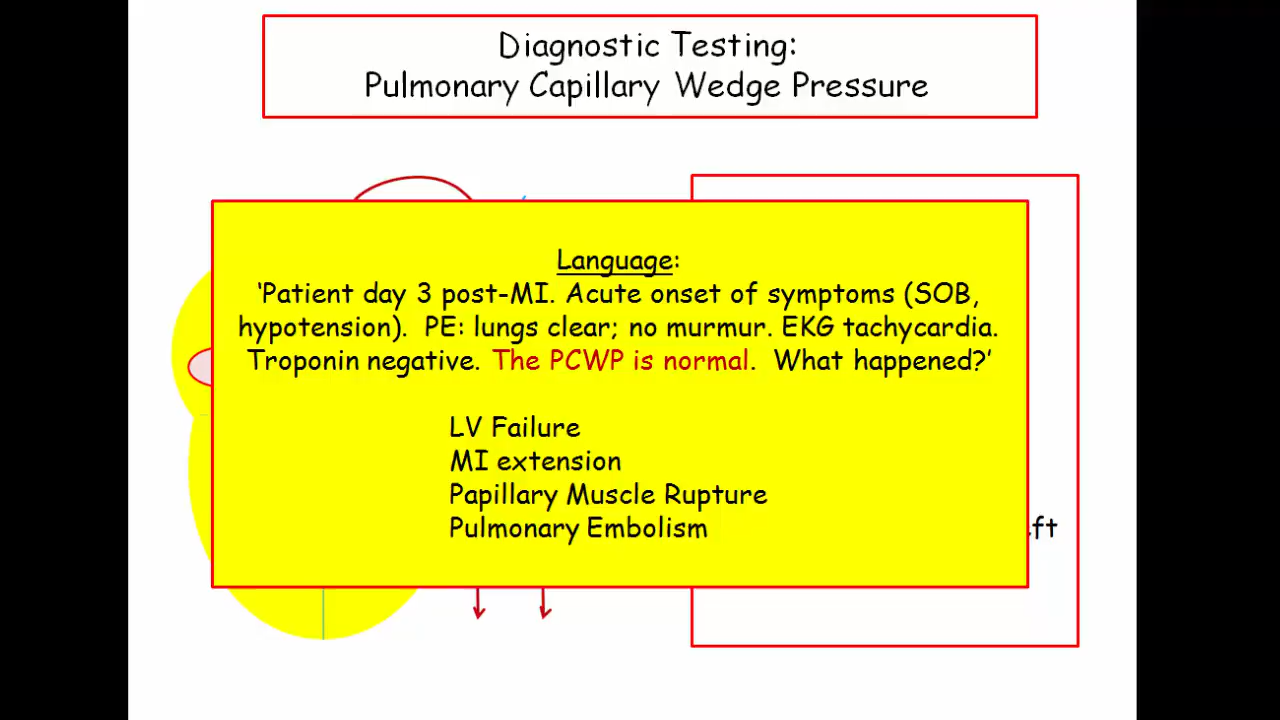 Diagnostic Testing:
Pulmonary Capillary Wedge Pressure
Language:
‘Patient day 3 post-MI. Acute onset of symptoms (SOB,
hypotension). PE: lungs clear; no murmur. EKG tachycardia.
Troponin negative. The PCWP is normal. What happened?’
LV Failure
MI extension
Papillary Muscle Rupture
Pulmonary Embolism